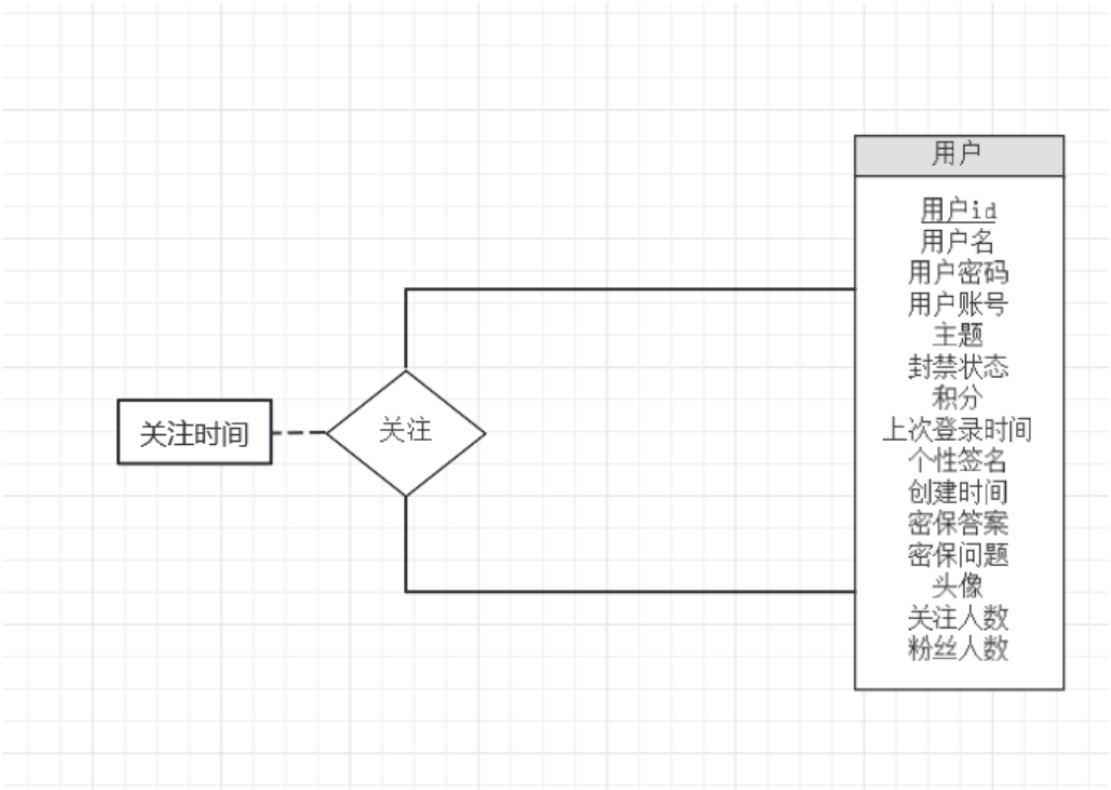 用户
用户id
用户名
用户密码
用户账号
主题
封禁状态
积分
上次登录时间
个性签名
创建时间
密保答案
密保问题
头像
关注人数
粉丝人数
关注
关注时间